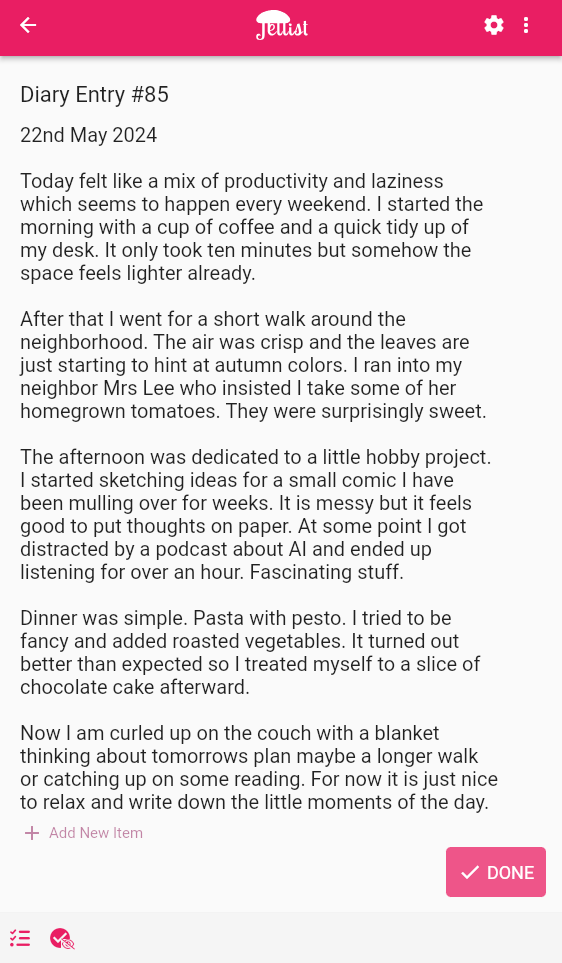 Jellist
Diary Entry #85
22nd May 2024
Today felt like a mix of productivity and laziness
which seems to happen every weekend. I started the
morning with a cup of coffee and a quick tidy up of
my desk. It only took ten minutes but somehow the
space feels lighter already.
After that I went for a short walk around the
neighborhood. The air was crisp and the leaves are
just starting to hint at autumn colors. I ran into my
neighbor Mrs Lee who insisted I take some of her
homegrown tomatoes. They were surprisingly sweet.
The afternoon was dedicated to a little hobby project.
I started sketching ideas for a small comic I have
been mulling over for weeks. It is messy but it feels
good to put thoughts on paper. At some point I got
distracted by a podcast about AI and ended up
listening for over an hour. Fascinating stuff.
Dinner was simple. Pasta with pesto. I tried to be
fancy and added roasted vegetables. It turned out
better than expected so I treated myself to a slice of
chocolate cake afterward.
Now I am curled up on the couch with a blanket
thinking about tomorrows plan maybe a longer walk
or catching up on some reading. For now it is just nice
to relax and write down the little moments of the day.
Add New Item
DONE